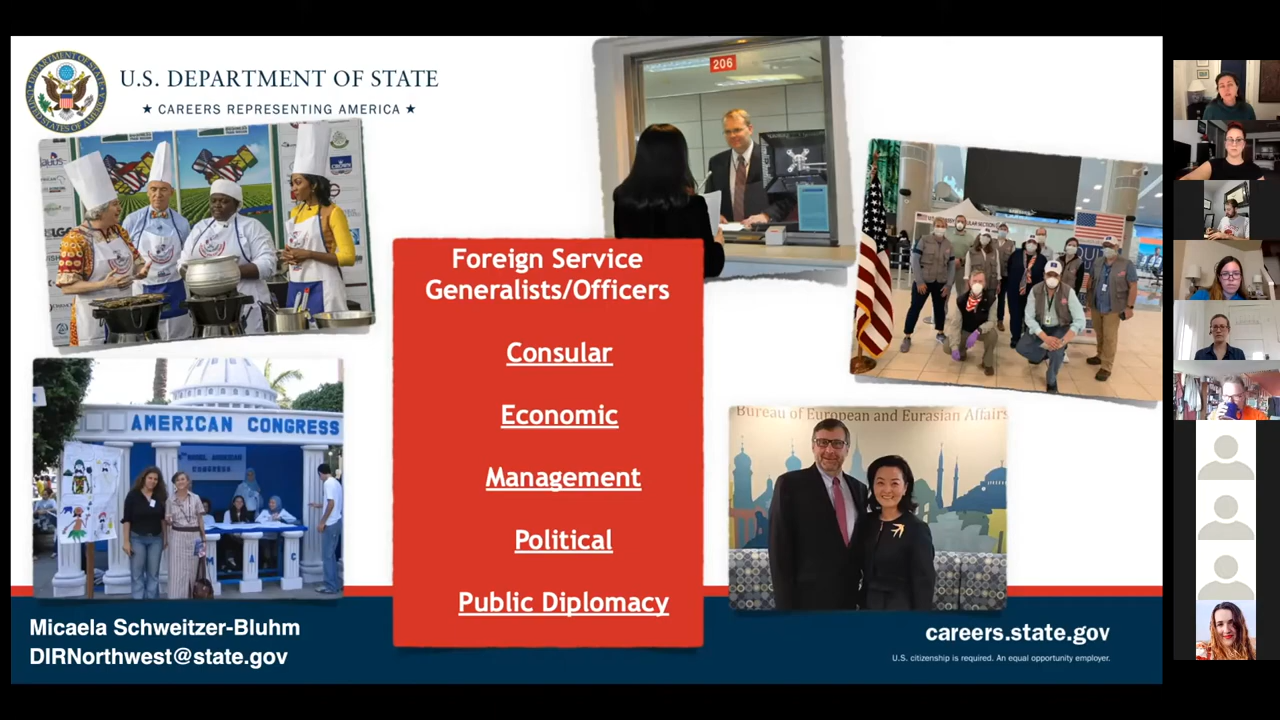 U.S. DEPARTMENT OF STATE
★ CAREERS REPRESENTING AMERICA ★
206
CROWN
Foreign Service
Generalists/Officers
Consular
Economic
Management
Political
Public Diplomacy
AMERICAN CONGRESS
Bureau of European and Eurasian Affairs
Micaela Schweitzer-Bluhm
DIRNorthwest@state.gov
careers.state.gov
U.S. citizenship is required. An equal opportunity employer.